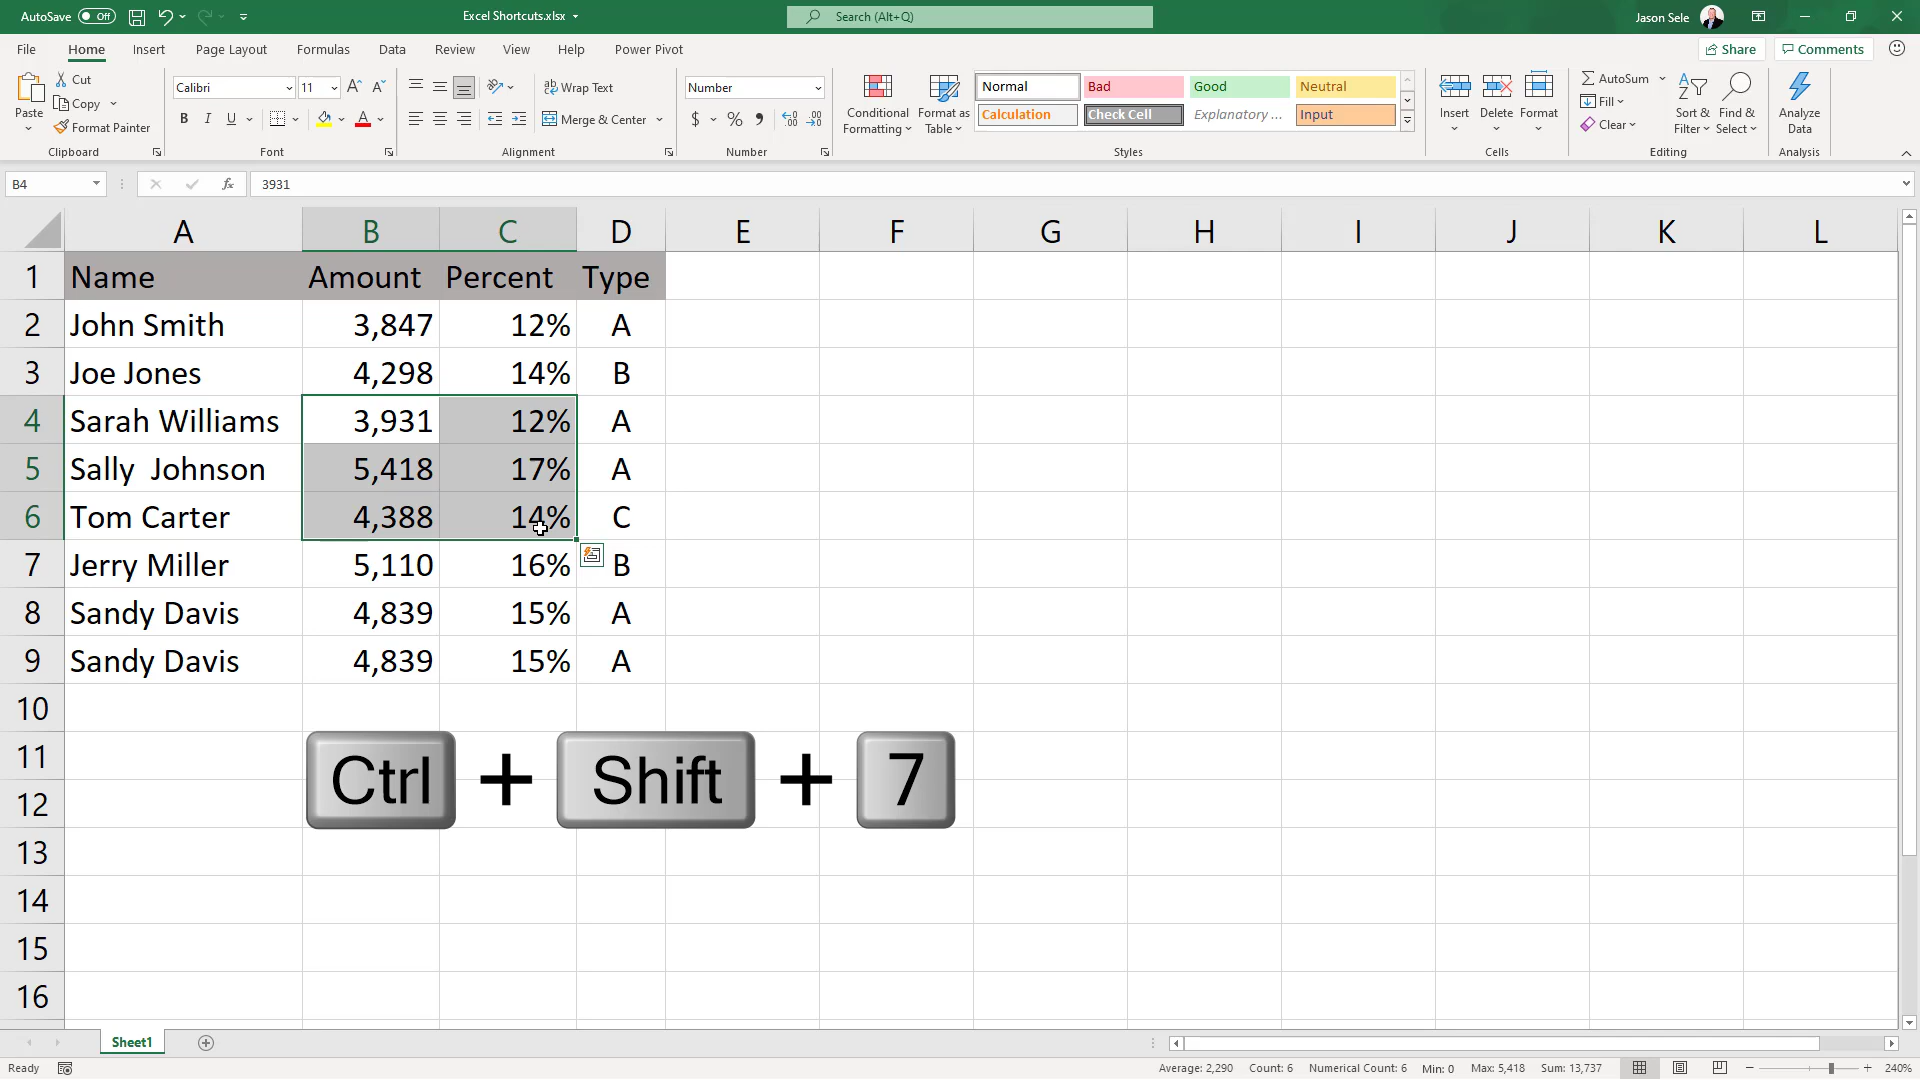 AutoSave Off Excel Shortcuts.xlsx Search (Alt+Q) Jason Sele
File Home Insert Page Layout Formulas Data Review View Help Power Pivot Share Comments
Paste
Cut
Copy
Format Painter
Clipboard
Calibri 11
B I U A
Font
Wrap Text
Merge & Center
Alignment
Number
$ % 9
Number
Conditional
Formatting
Format as
Table
Normal Bad Good Neutral
Calculation Check Cell Explanatory ... Input
Styles
Insert Delete Format
Cells
AutoSum
Fill
Clear
Sort &
Filter
Find &
Select
Editing
Analyze
Data
Analysis
B4 fx 3931
A B C D E F G H I J K L
1 Name Amount Percent Type
2 John Smith 3,847 12% A
3 Joe Jones 4,298 14% B
4 Sarah Williams 3,931 12% A
5 Sally  Johnson 5,418 17% A
6 Tom Carter 4,388 14% C
7 Jerry Miller 5,110 16% B
8 Sandy Davis 4,839 15% A
9 Sandy Davis 4,839 15% A
10
11
12
Ctrl + Shift + 7
13
14
15
16
Sheet1
Ready Average: 2,290 Count: 6 Numerical Count: 6 Min: 0 Max: 5,418 Sum: 13,737 240%